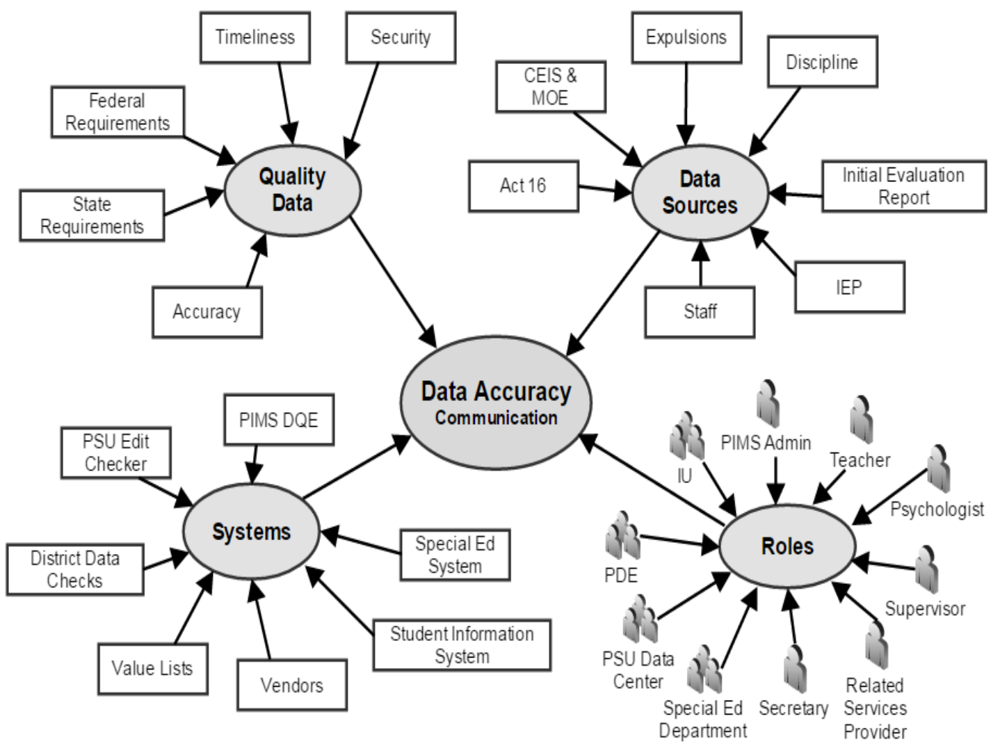 Timeliness
Security
Federal
Requirements
State
Requirements
Accuracy
Quality
Data
Expulsions
Discipline
CEIS &
MOE
Act 16
Initial Evaluation
Report
IEP
Staff
Data
Sources
Data Accuracy
Communication
PIMS DQE
PSU Edit
Checker
District Data
Checks
Value Lists
Vendors
Student Information
System
Special Ed
System
Systems
IU
PIMS Admin
Teacher
Psychologist
PDE
Roles
Supervisor
PSU Data
Center
Special Ed
Department
Secretary
Related
Services
Provider